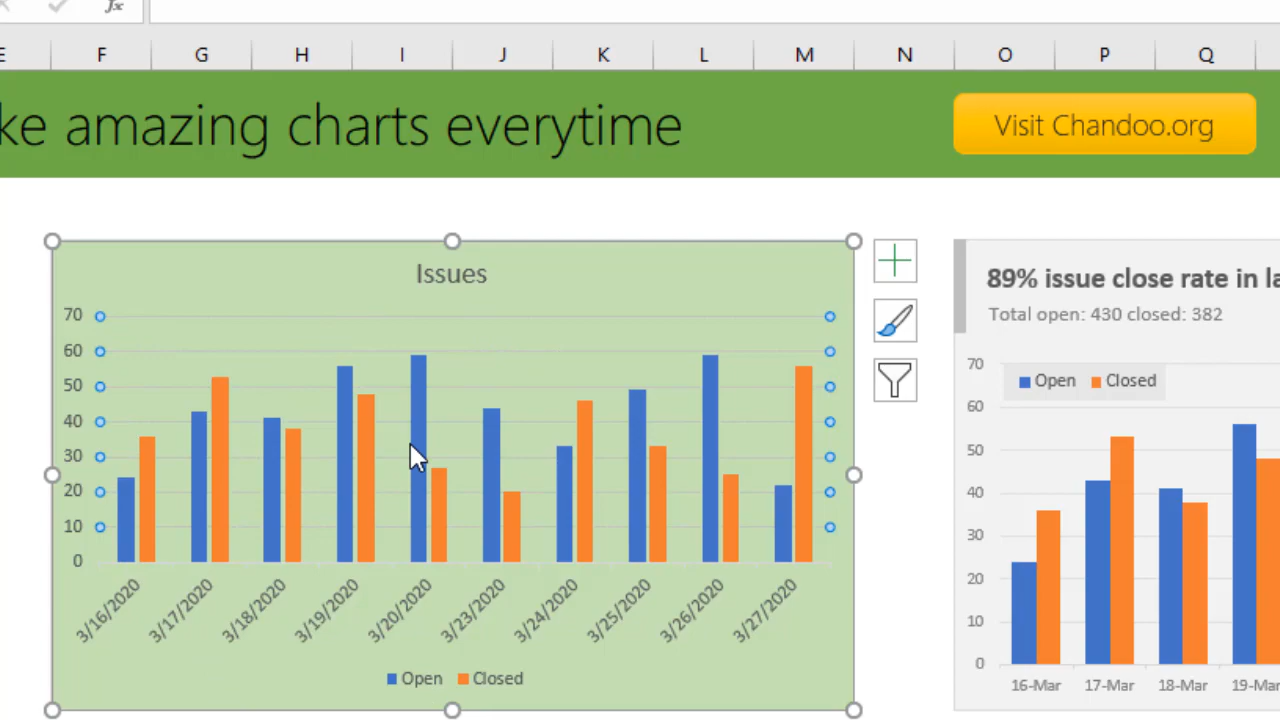 fx
E F G H I J K L M N O P Q
ke amazing charts everytime
Visit Chandoo.org
Issues
70
60
50
40
30
20
10
0
3/16/2020 3/17/2020 3/18/2020 3/19/2020 3/20/2020 3/23/2020 3/24/2020 3/25/2020 3/26/2020 3/27/2020
Open Closed
89% issue close rate in la
Total open: 430 closed: 382
Open Closed
70
60
50
40
30
20
10
0
16-Mar 17-Mar 18-Mar 19-Mar